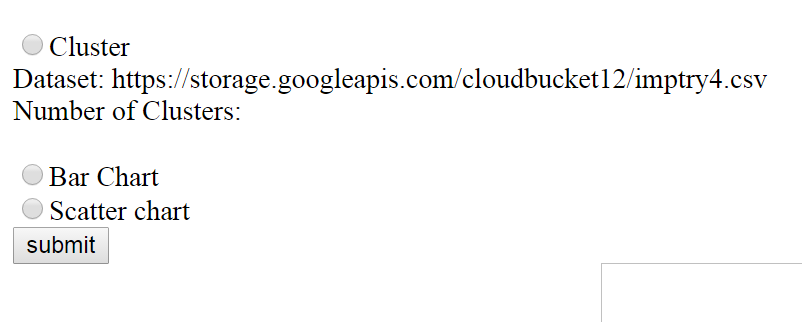 Cluster
Dataset: https://storage.googleapis.com/cloudbucket12/imptry4.csv
Number of Clusters:
Bar Chart
Scatter chart
submit